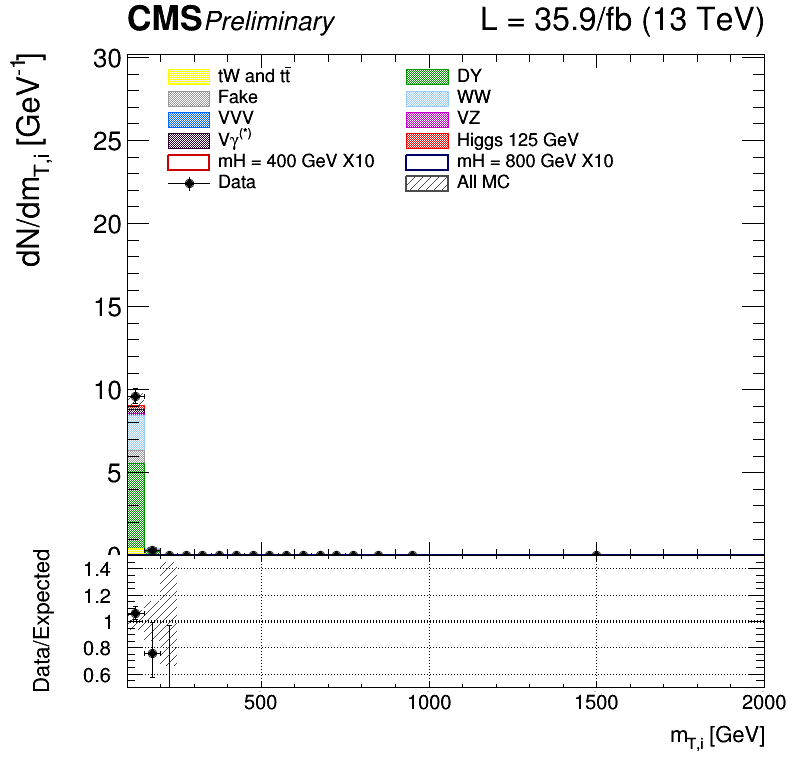 CMS Preliminary L = 35.9/fb (13 TeV)
dN/dm_{T,i} [GeV^{-1}]
30
25
20
15
10
5
0
tW and tt̄ DY
Fake WW
VVV VZ
Vγ^{(*)} Higgs 125 GeV
mH = 400 GeV X10 mH = 800 GeV X10
Data All MC
Data/Expected
1.4
1.2
1
0.8
0.6
500 1000 1500 2000
m_{T,i} [GeV]